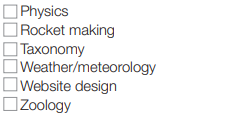 Physics
Rocket making
Taxonomy
Weather/meteorology
Website design
Zoology